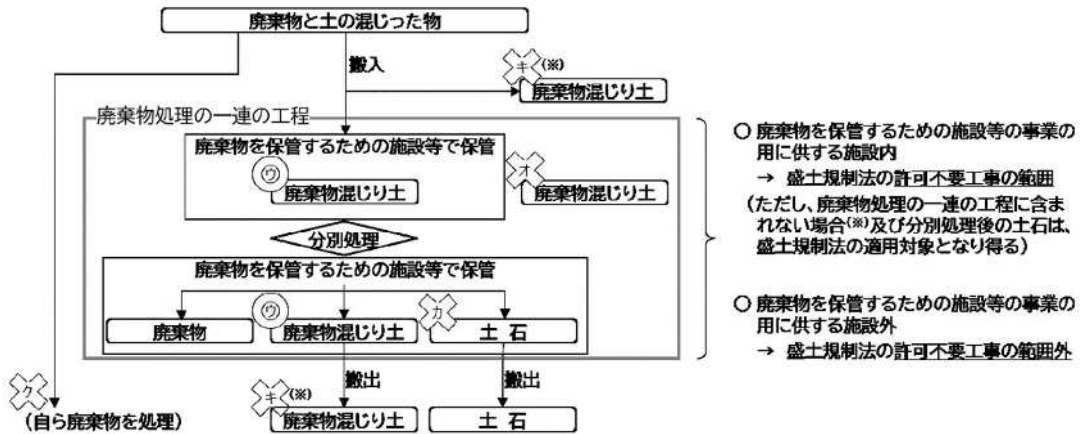 廃棄物と土の混じった物
搬入
キ (※)
廃棄物混じり土
廃棄物処理の一連の工程
廃棄物を保管するための施設等で保管
ウ
廃棄物混じり土
オ
廃棄物混じり土
分別処理
廃棄物を保管するための施設等で保管
廃棄物
ウ
廃棄物混じり土
カ
土 石
搬出
搬出
ク
(自ら廃棄物を処理)
キ (※)
廃棄物混じり土
土 石
○ 廃棄物を保管するための施設等の事業の
用に供する施設内
→ 盛土規制法の許可不要工事の範囲
(ただし、廃棄物処理の一連の工程に含ま
れない場合(※)及び分別処理後の土石は、
盛土規制法の適用対象となり得る)
○ 廃棄物を保管するための施設等の事業の
用に供する施設外
→ 盛土規制法の許可不要工事の範囲外